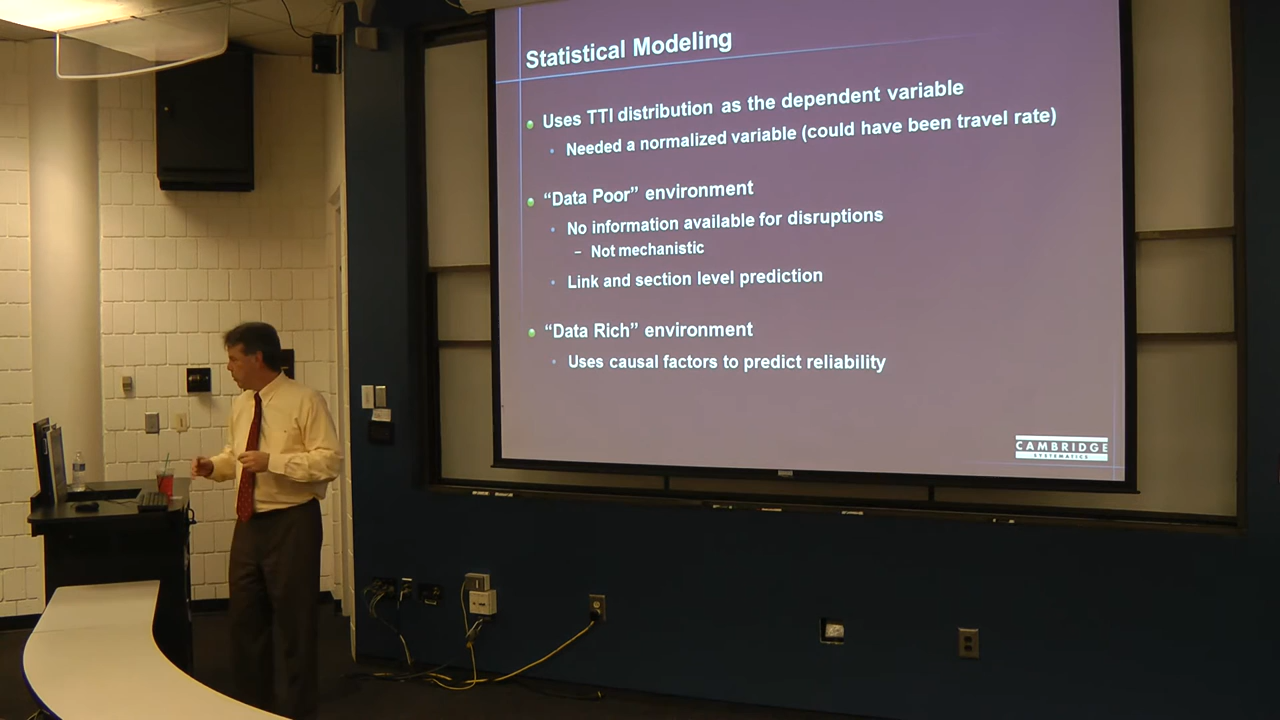 Statistical Modeling
Uses TTI distribution as the dependent variable
Needed a normalized variable (could have been travel rate)
“Data Poor” environment
No information available for disruptions
– Not mechanistic
Link and section level prediction
“Data Rich” environment
Uses causal factors to predict reliability
CAMBRIDGE
SYSTEMATICS